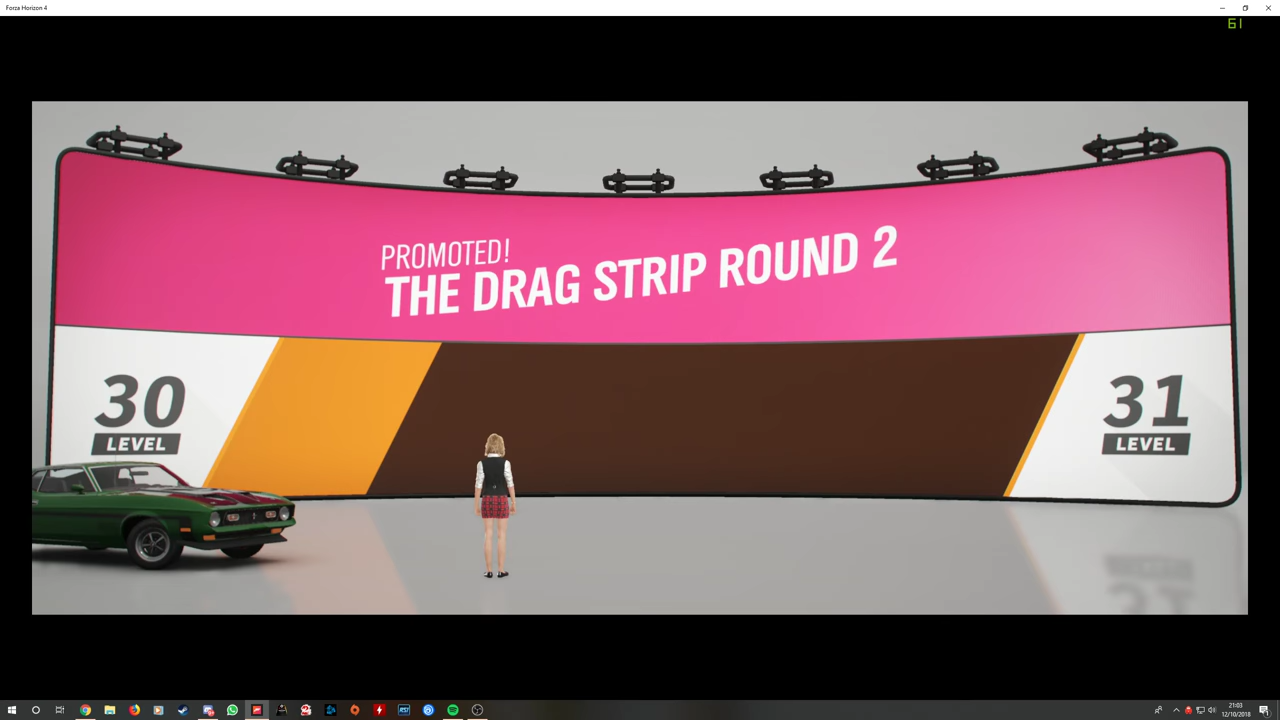 Forza Horizon 4
61
PROMOTED!
THE DRAG STRIP ROUND 2
30
LEVEL
31
LEVEL
21:03
12/10/2018